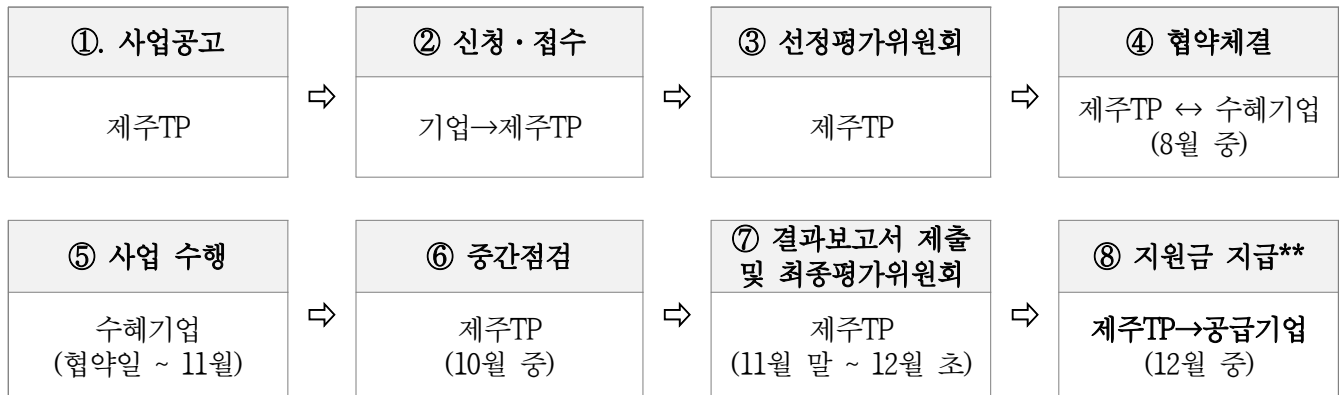 ①. 사업공고
제주TP
② 신청·접수
기업→제주TP
③ 선정평가위원회
제주TP
④ 협약체결
제주TP ↔ 수혜기업
(8월 중)
⑤ 사업 수행
수혜기업
(협약일 ~ 11월)
⑥ 중간점검
제주TP
(10월 중)
⑦ 결과보고서 제출
및 최종평가위원회
제주TP
(11월 말 ~ 12월 초)
⑧ 지원금 지급**
제주TP→공급기업
(12월 중)